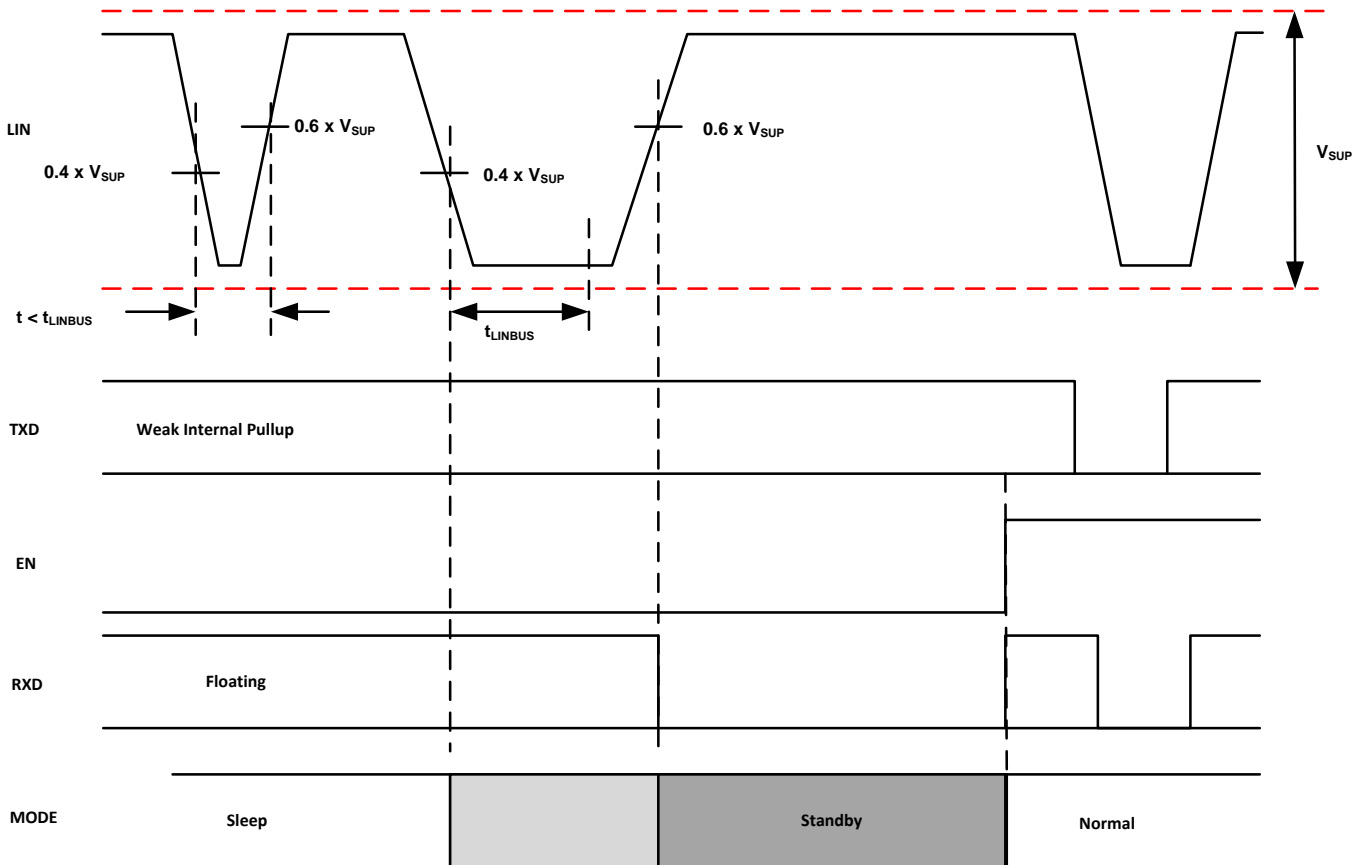 LIN
0.6 x VSUP
0.6 x VSUP
0.4 x VSUP
0.4 x VSUP
VSUP
t < tLINBUS
tLINBUS
TXD
Weak Internal Pullup
EN
RXD
Floating
MODE
Sleep
Standby
Normal